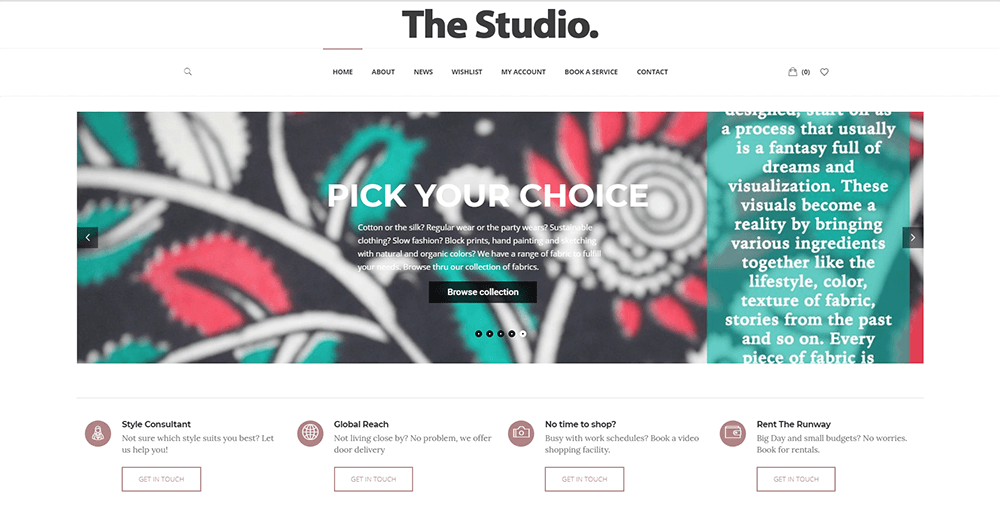 The Studio.
HOME ABOUT NEWS WISHLIST MY ACCOUNT BOOK A SERVICE CONTACT (0)
PICK YOUR CHOICE
Cotton or the silk? Regular wear or the party wears? Sustainable
clothing? Slow fashion? Block prints, hand painting and sketching
with natural and organic colors? We have a range of fabric to fulfill
your needs. Browse thru our collection of fabrics.
Browse collection
designed, start off as
a process that usually
is a fantasy full of
dreams and
visualization. These
visuals become a
reality by bringing
various ingredients
together like the
lifestyle, color,
texture of fabric,
stories from the past
and so on. Every
piece of fabric is
Style Consultant
Not sure which style suits you best? Let
us help you!
GET IN TOUCH
Global Reach
Not living close by? No problem, we offer
door delivery
GET IN TOUCH
No time to shop?
Busy with work schedules? Book a video
shopping facility.
GET IN TOUCH
Rent The Runway
Big Day and small budgets? No worries.
Book for rentals.
GET IN TOUCH